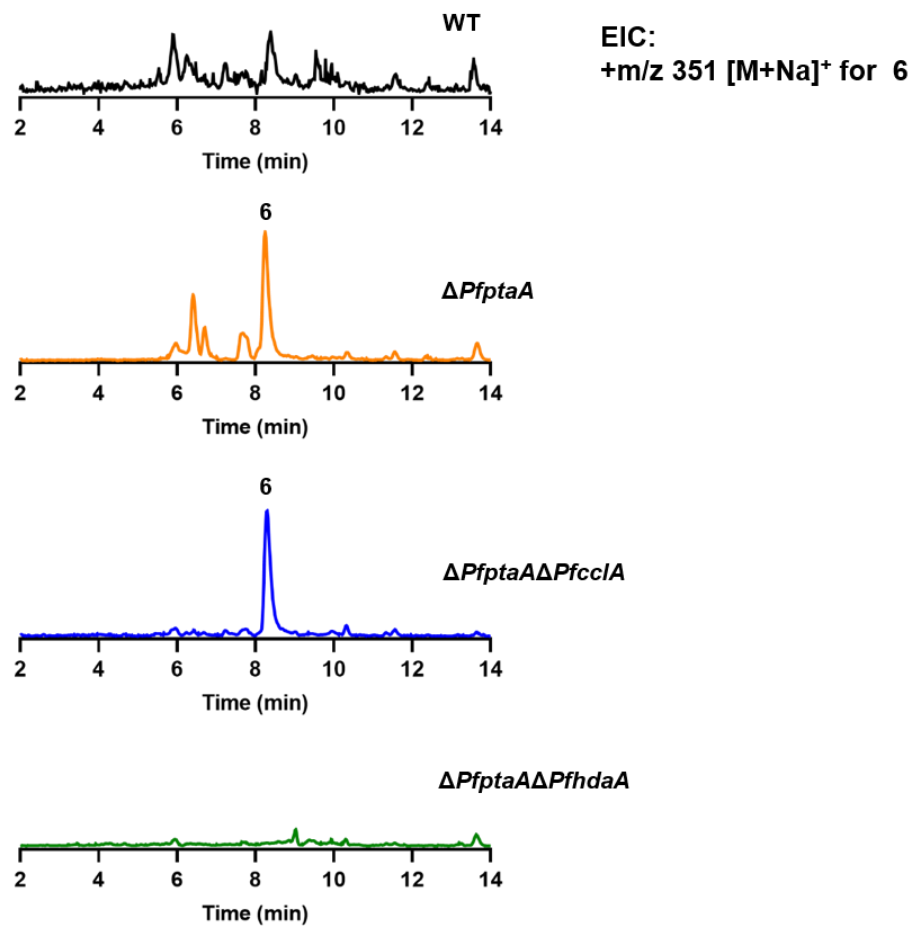 WT
EIC:
+m/z 351 [M+Na]⁺ for 6
2 4 6 8 10 12 14
Time (min)
6
ΔPfptaA
2 4 6 8 10 12 14
Time (min)
6
ΔPfptaAΔPfcclA
2 4 6 8 10 12 14
Time (min)
ΔPfptaAΔPfhdaA
2 4 6 8 10 12 14
Time (min)